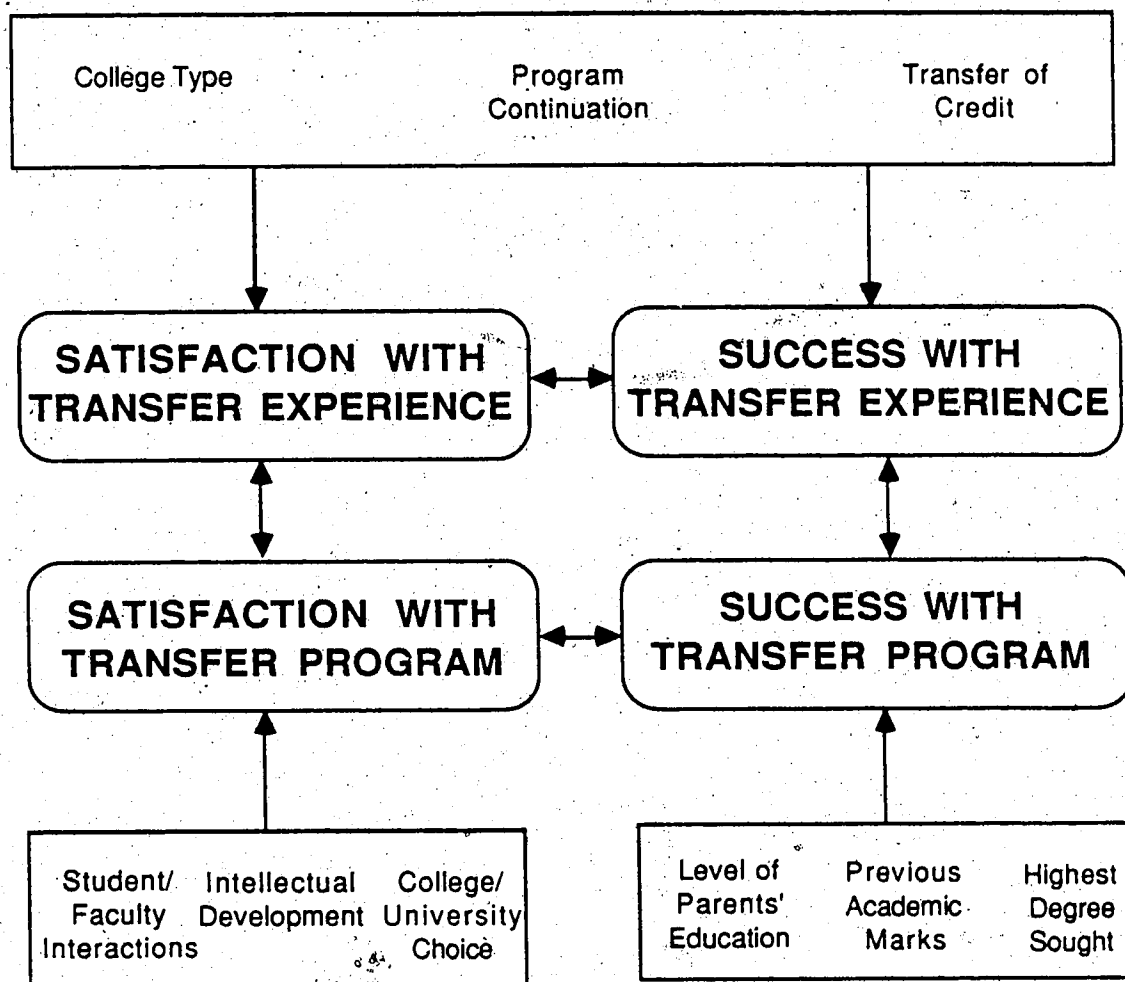 College Type
Program
Continuation
Transfer of
Credit
SATISFACTION WITH
TRANSFER EXPERIENCE
SUCCESS WITH
TRANSFER EXPERIENCE
SATISFACTION WITH
TRANSFER PROGRAM
SUCCESS WITH
TRANSFER PROGRAM
Student/
Faculty
Interactions
Intellectual
Development
College/
University
Choice
Level of
Parents'
Education
Previous
Academic
Marks
Highest
Degree
Sought